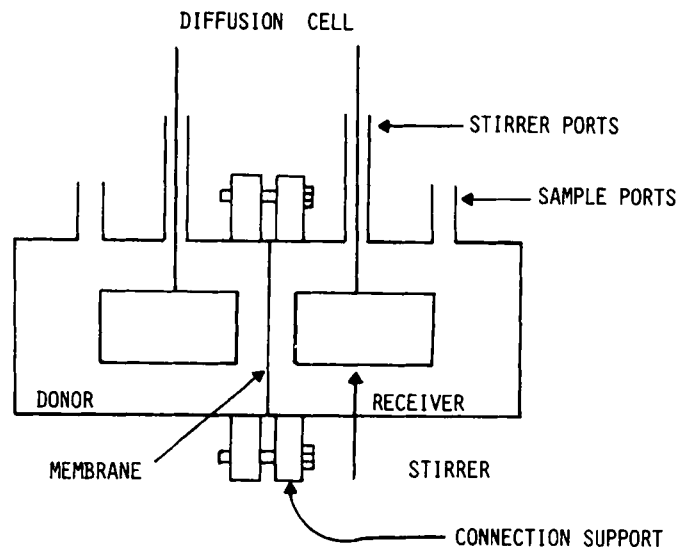 DIFFUSION CELL
STIRRER PORTS
SAMPLE PORTS
DONOR
RECEIVER
MEMBRANE
STIRRER
CONNECTION SUPPORT